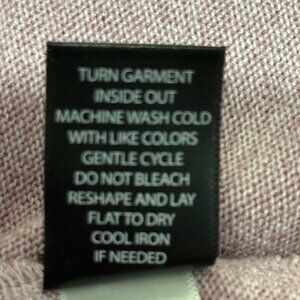 TURN GARMENT
INSIDE OUT
MACHINE WASH COLD
WITH LIKE COLORS
GENTLE CYCLE
DO NOT BLEACH
RESHAPE AND LAY
FLAT TO DRY
COOL IRON
IF NEEDED